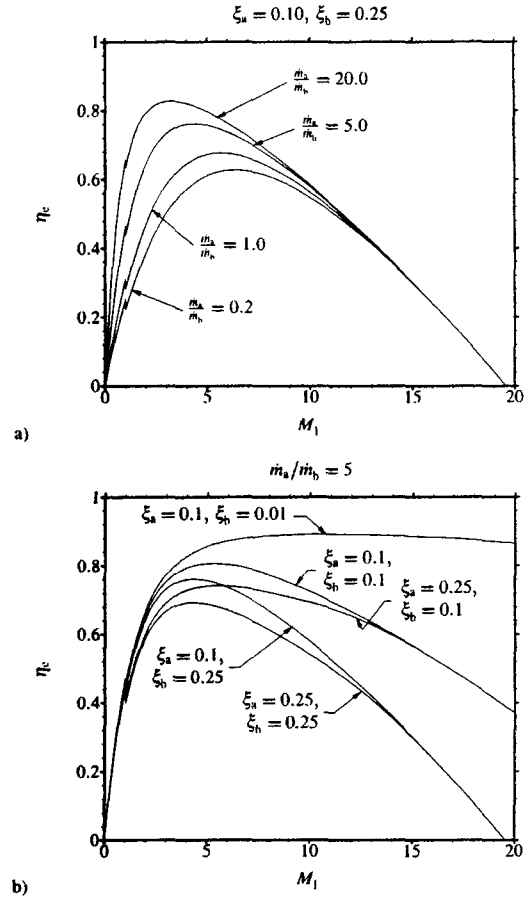 ξa = 0.10, ξb = 0.25
1
0.8
0.6
0.4
0.2
0
ηc
ṁa/ṁb = 20.0
ṁa/ṁb = 5.0
ṁa/ṁb = 1.0
ṁa/ṁb = 0.2
0 5 10 15 20
M1
a)
ṁa/ṁb = 5
1
0.8
0.6
0.4
0.2
0
ηc
ξa = 0.1, ξb = 0.01
ξa = 0.1,
ξb = 0.1
ξa = 0.25,
ξb = 0.1
ξa = 0.1,
ξb = 0.25
ξa = 0.25,
ξb = 0.25
0 5 10 15 20
M1
b)